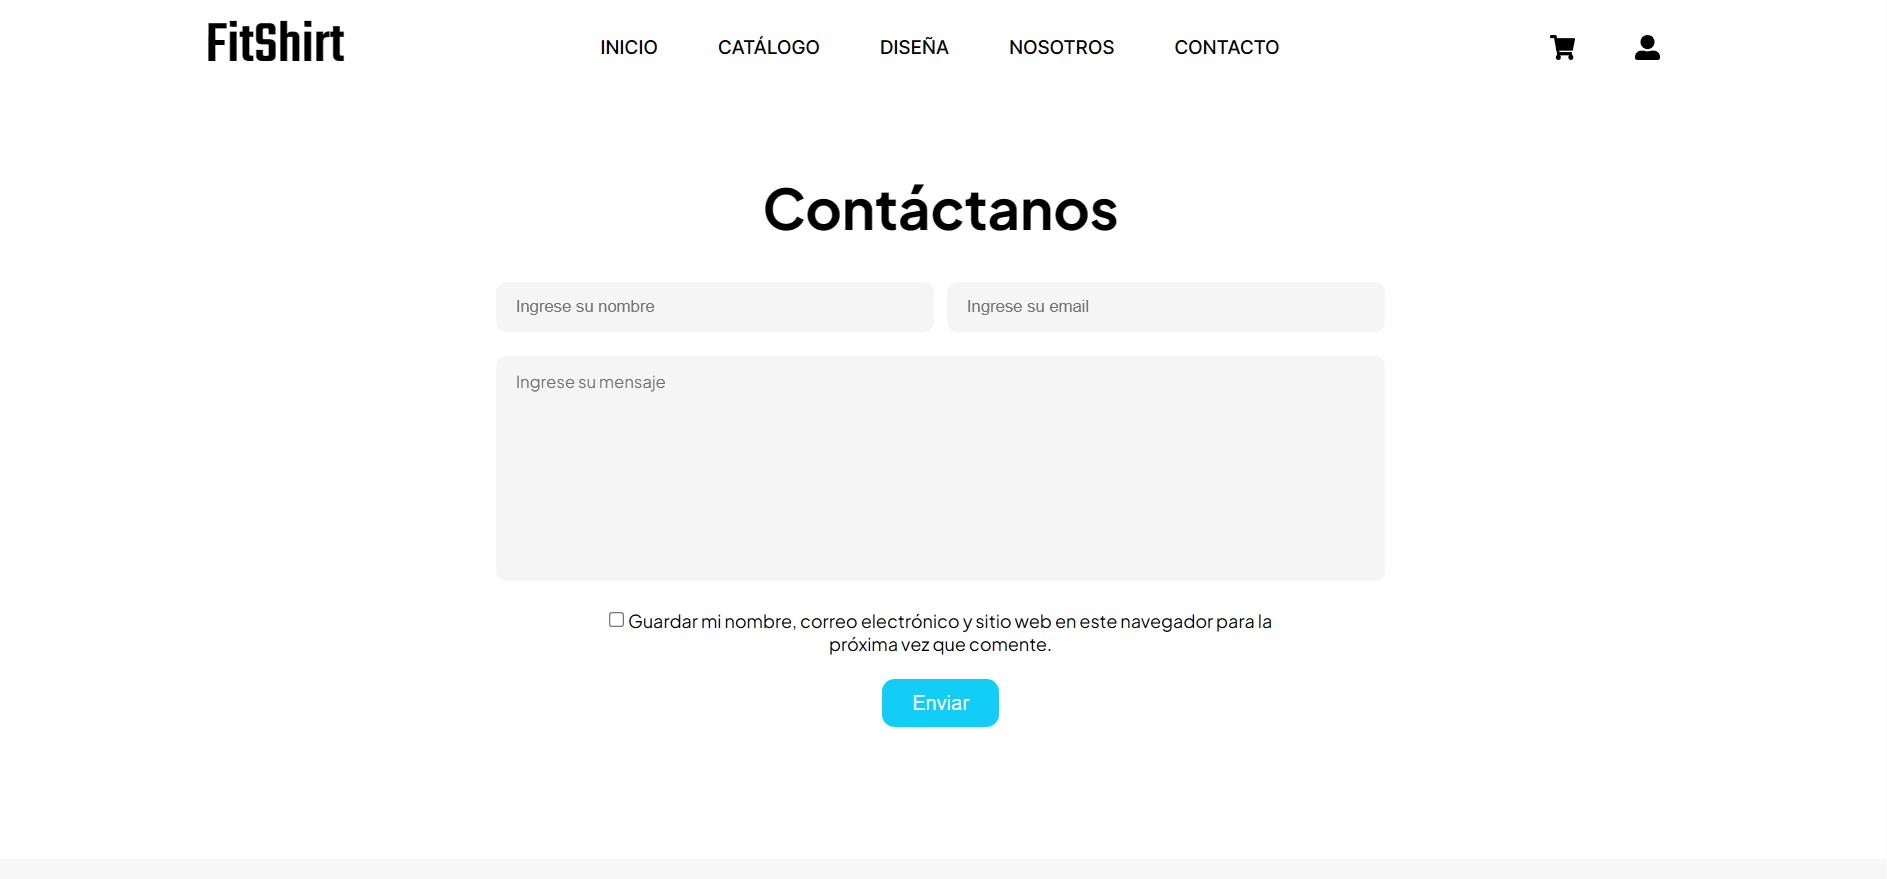 FitShirt
INICIO CATÁLOGO DISEÑA NOSOTROS CONTACTO
Contáctanos
Ingrese su nombre Ingrese su email
Ingrese su mensaje
Guardar mi nombre, correo electrónico y sitio web en este navegador para la
próxima vez que comente.
Enviar